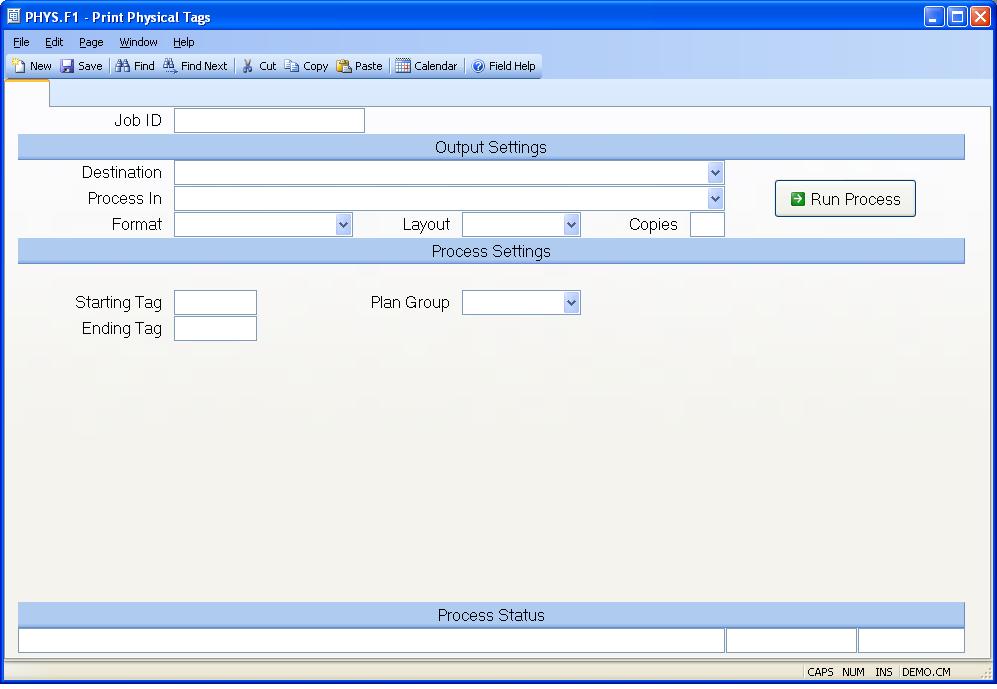 PHYS.F1 - Print Physical Tags
File Edit Page Window Help
New Save Find Find Next Cut Copy Paste Calendar Field Help
Job ID
Output Settings
Destination
Process In
Run Process
Format Layout Copies
Process Settings
Starting Tag Plan Group
Ending Tag
Process Status
CAPS NUM INS DEMO.CM